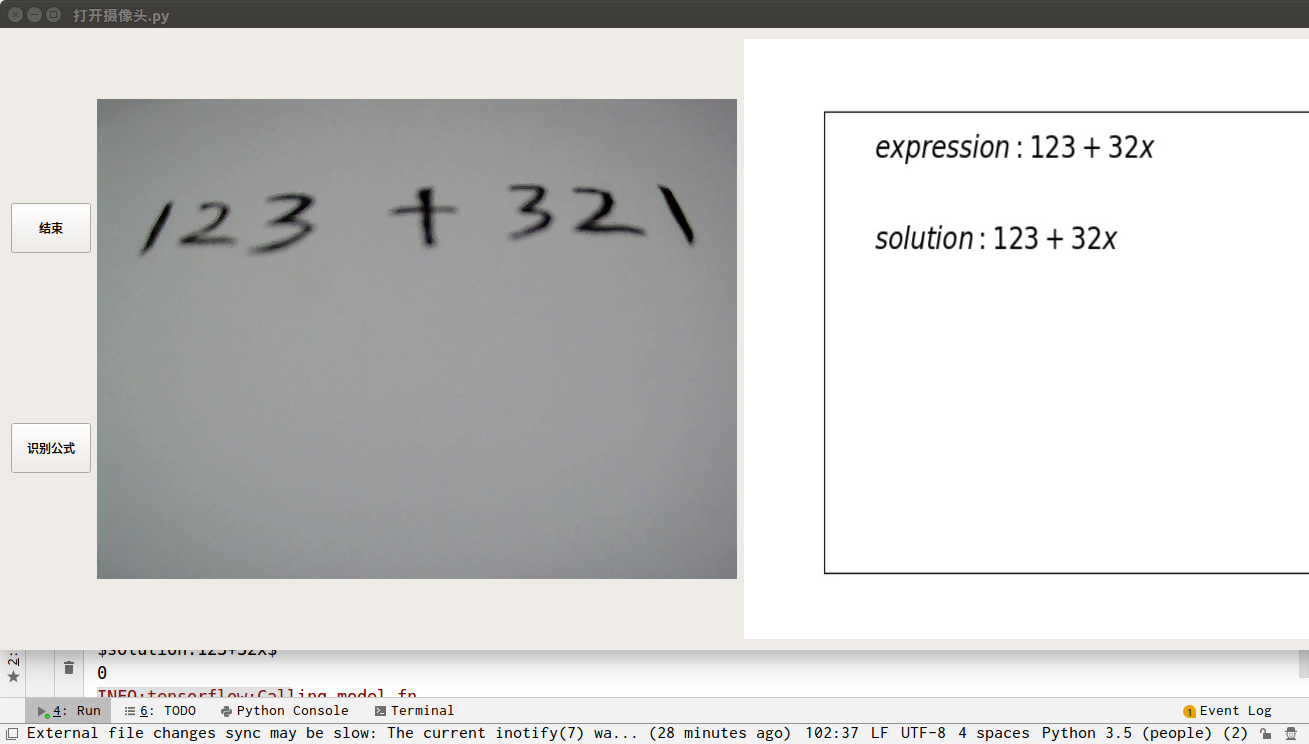 打开摄像头.py
结束
识别公式
123 + 321
expression : 123 + 32x
solution : 123 + 32x
$solution:123+32x$
0
INFO:tensorflow:Calling model_fn.
2:
4: Run
6: TODO
Python Console
Terminal
1 Event Log
External file changes sync may be slow: The current inotify(7) wa... (28 minutes ago) 102:37 LF UTF-8 4 spaces Python 3.5 (people) (2)